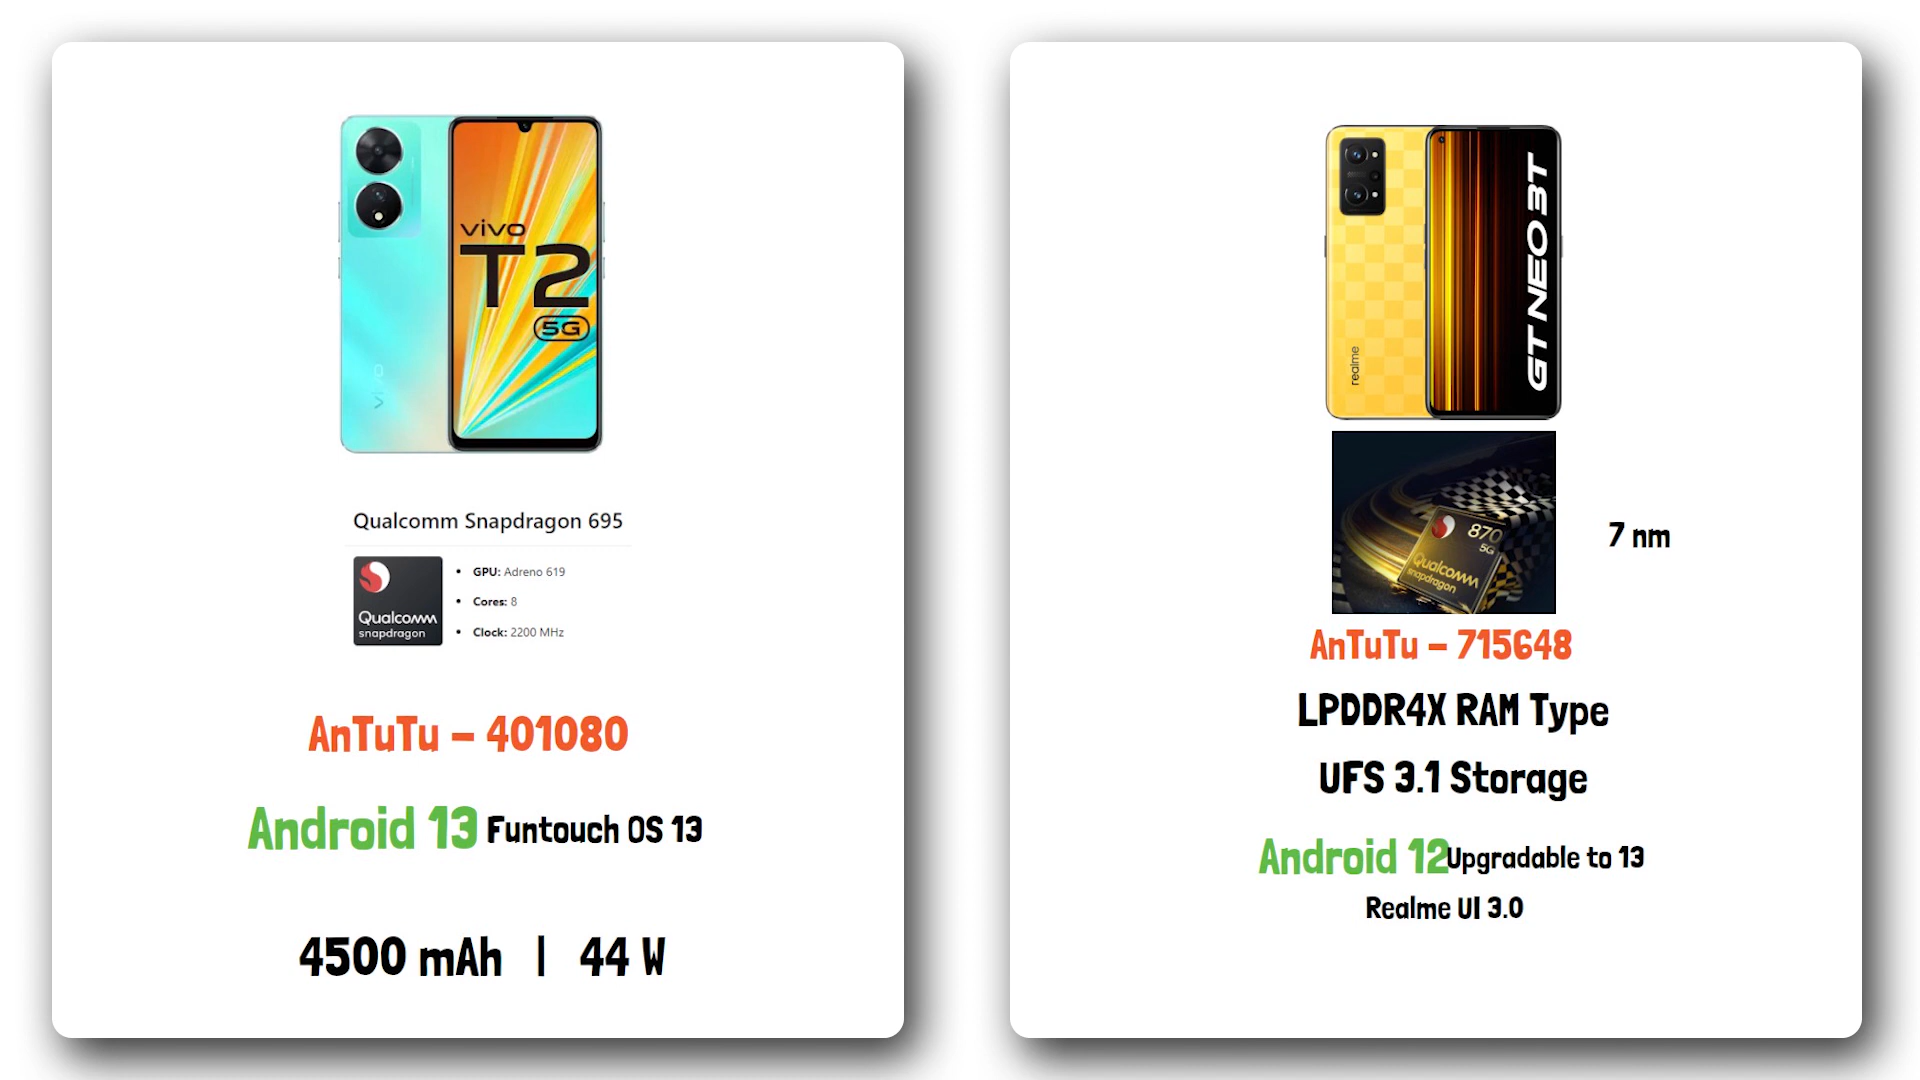 vivo
T2
5G
vivo
Qualcomm Snapdragon 695
GPU: Adreno 619
Cores: 8
Clock: 2200 MHz
Qualcomm
snapdragon
AnTuTu - 401080
Android 13 Funtouch OS 13
4500 mAh | 44 W
GT NEO 3T
realme
870
5G
Qualcomm
snapdragon
7 nm
AnTuTu - 715648
LPDDR4X RAM Type
UFS 3.1 Storage
Android 12 Upgradable to 13
Realme UI 3.0